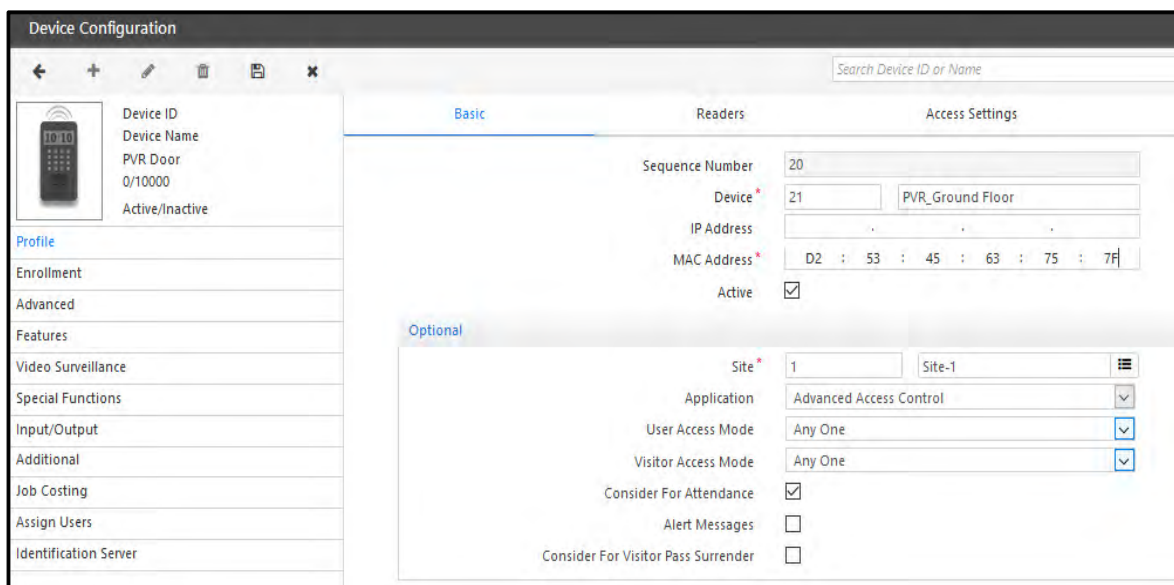 Device Configuration
Search Device ID or Name
10:10
Device ID
Device Name
PVR Door
0/10000
Active/Inactive
Profile
Enrollment
Advanced
Features
Video Surveillance
Special Functions
Input/Output
Additional
Job Costing
Assign Users
Identification Server
Basic Readers Access Settings
Sequence Number 20
Device* 21 PVR_Ground Floor
IP Address . . .
MAC Address* D2 : 53 : 45 : 63 : 75 : 7F
Active
Optional
Site* 1 Site-1
Application Advanced Access Control
User Access Mode Any One
Visitor Access Mode Any One
Consider For Attendance
Alert Messages
Consider For Visitor Pass Surrender